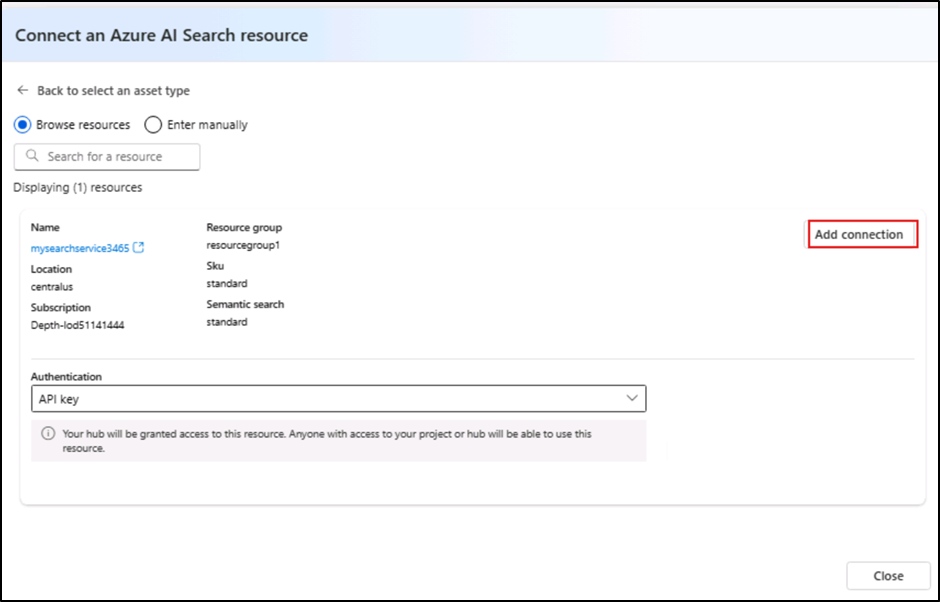 Connect an Azure AI Search resource
Back to select an asset type
Browse resources Enter manually
Search for a resource
Displaying (1) resources
Name
mysearchservice3465
Location
centralus
Subscription
Depth-lod51141444
Resource group
resourcegroup1
Sku
standard
Semantic search
standard
Add connection
Authentication
API key
Your hub will be granted access to this resource. Anyone with access to your project or hub will be able to use this
resource.
Close